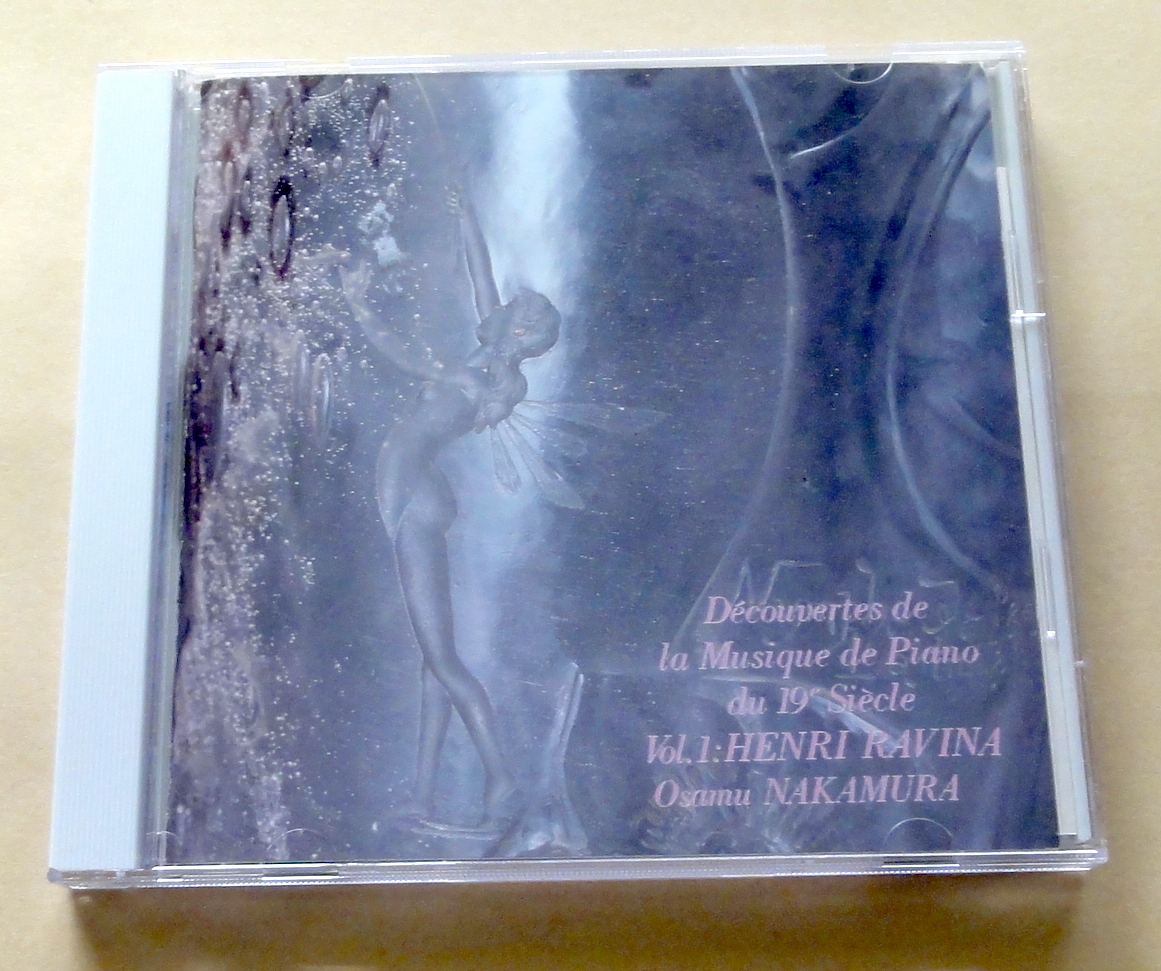 Découvertes de
la Musique de Piano
du 19e Siècle
Vol. 1: HENRI RAVINA
Osamu NAKAMURA